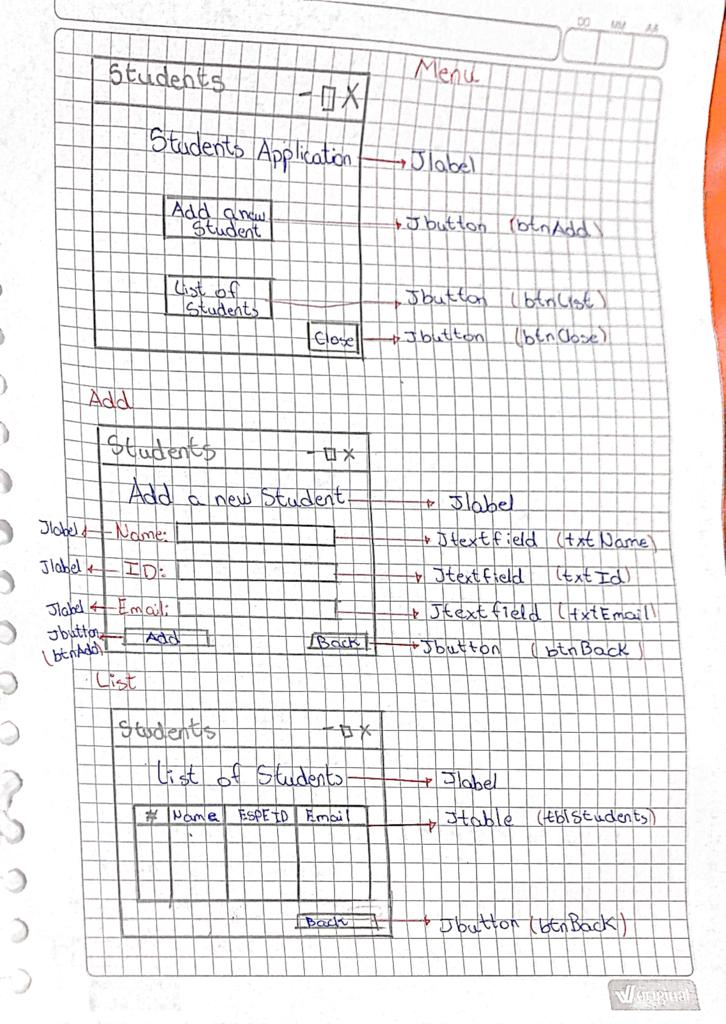 DD MM AA
Menu
Students - □ X
Students Application → Jlabel
Add a new
Student → Jbutton (btnAdd)
List of
Students → Jbutton (btnList)
Close → Jbutton (btnClose)
Add
Students - □ X
Add a new Student → Jlabel
Jlabel ← Name: → Jtextfield (txtName)
Jlabel ← ID: → Jtextfield (txtId)
Jlabel ← Email: → Jtextfield (txtEmail)
Jbutton
(btnAdd) ← Add
Back → Jbutton (btnBack)
List
Students - □ X
List of Students → Jlabel
# Name ESPEID Email → Jtable (tblStudents)
Back → Jbutton (btnBack)
original